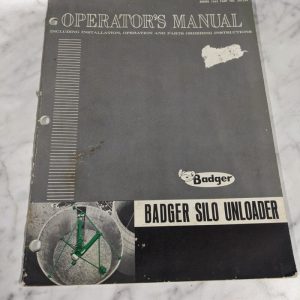 OPERATOR'S MANUAL
INCLUDING INSTALLATION, OPERATION AND PARTS ORDERING INSTRUCTIONS
Badger
BADGER SILO UNLOADER